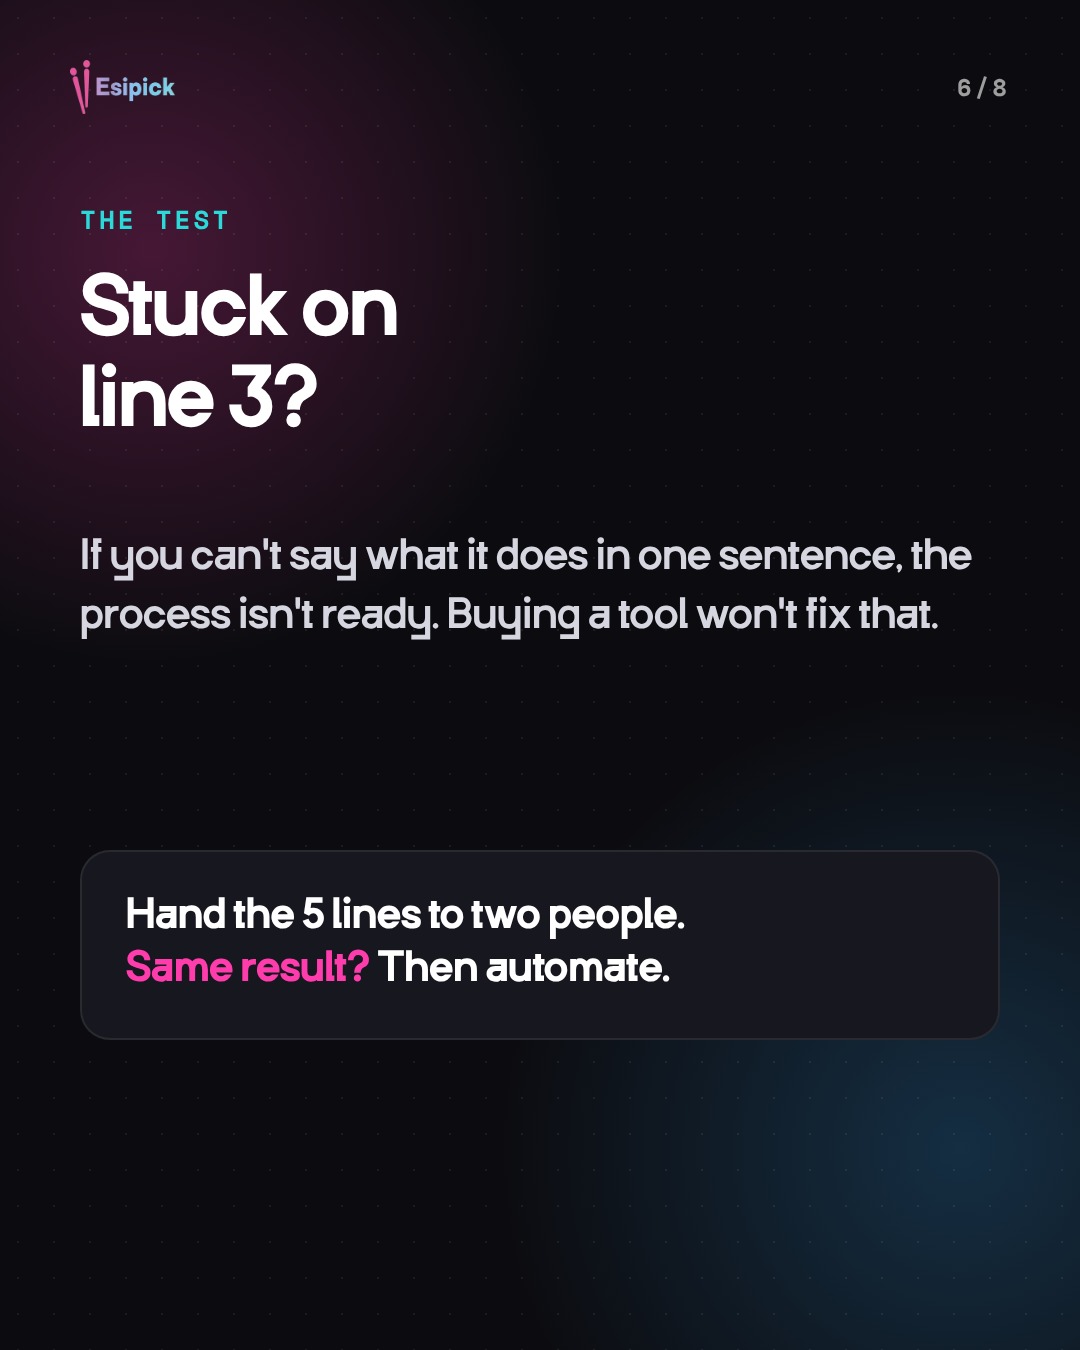 Esipick
6 / 8
THE TEST
Stuck on
line 3?
If you can't say what it does in one sentence, the
process isn't ready. Buying a tool won't fix that.
Hand the 5 lines to two people.
Same result? Then automate.